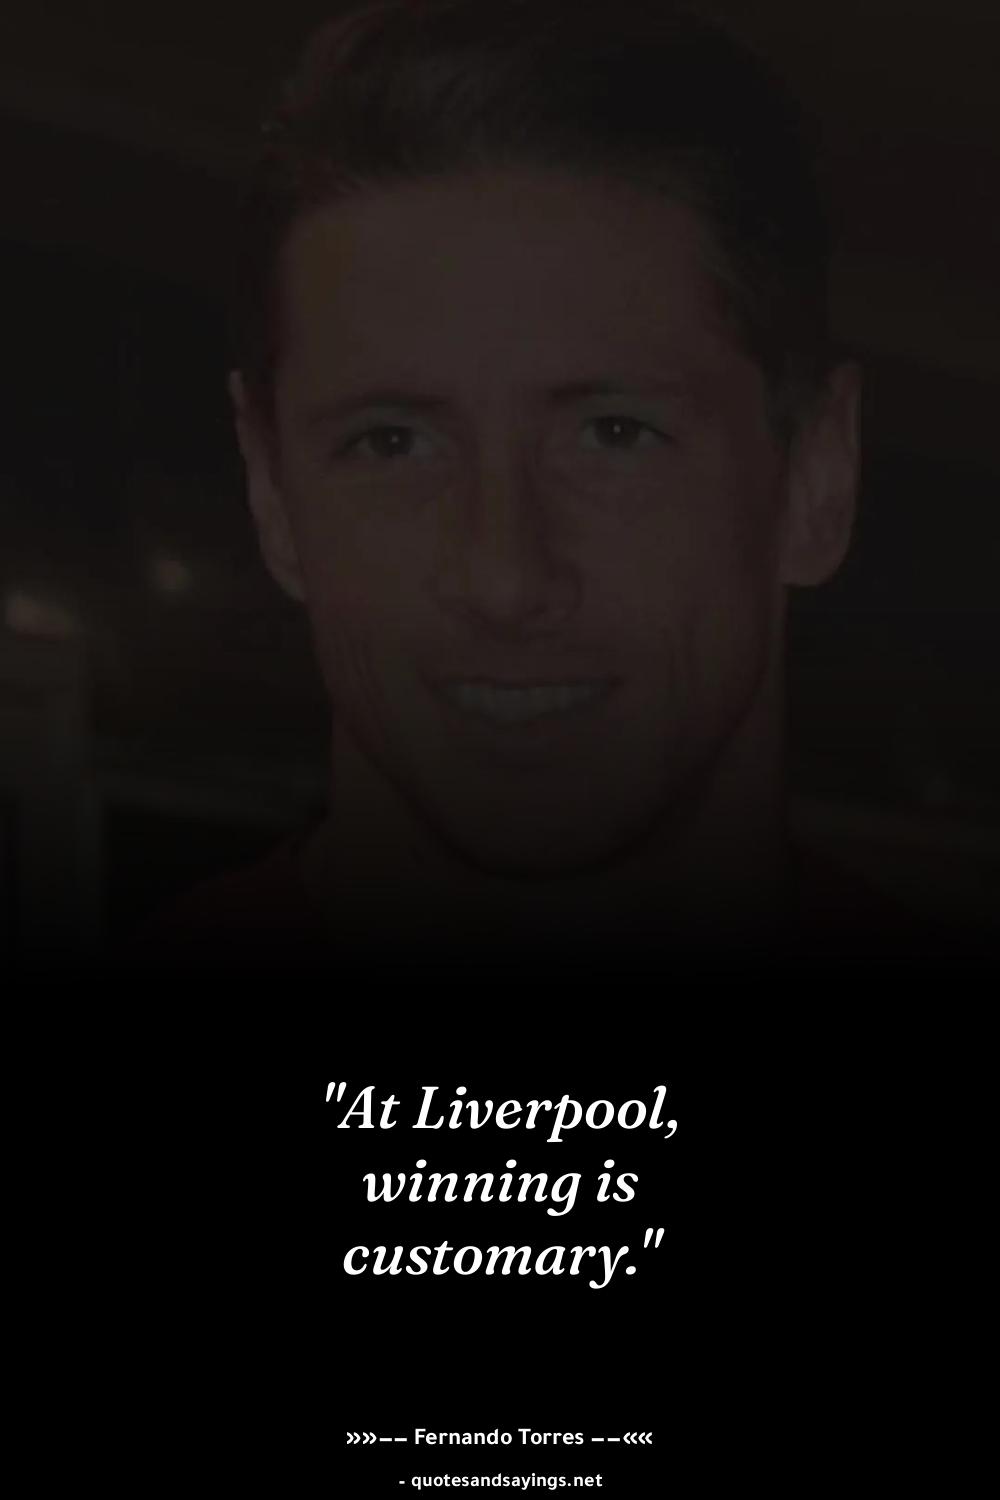 "At Liverpool,
winning is
customary."
»»−− Fernando Torres −−««
- quotesandsayings.net